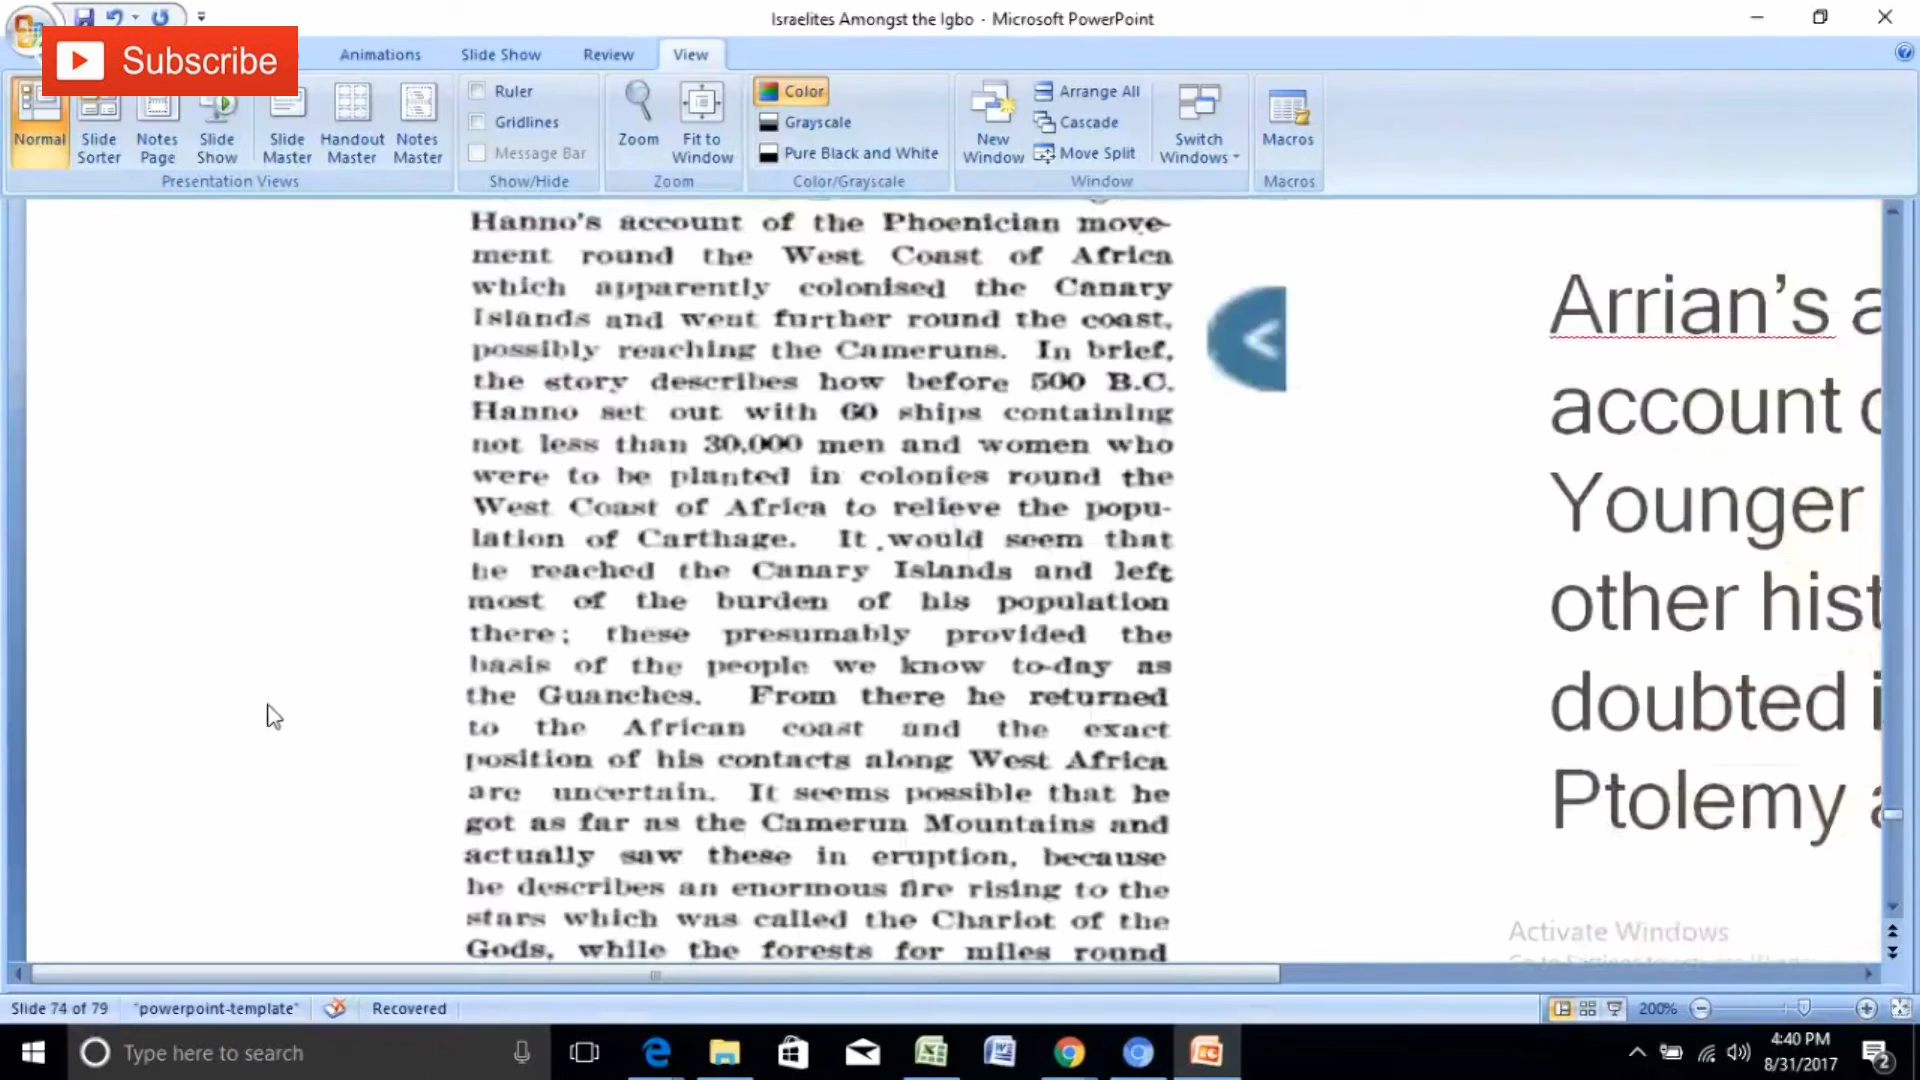 Israelites Amongst the Igbo - Microsoft PowerPoint
Subscribe
Animations
Slide Show
Review
View
Normal
Slide Sorter
Notes Page
Slide Show
Slide Master
Handout Master
Notes Master
Presentation Views
Ruler
Gridlines
Message Bar
Show/Hide
Zoom
Fit to Window
Zoom
Color
Grayscale
Pure Black and White
Color/Grayscale
New Window
Arrange All
Cascade
Move Split
Switch Windows
Window
Macros
Macros
Hanno's account of the Phoenician move-
ment round the West Coast of Africa
which apparently colonised the Canary
Islands and went further round the coast,
possibly reaching the Cameruns. In brief,
the story describes how before 500 B.C.
Hanno set out with 60 ships containing
not less than 30,000 men and women who
were to be planted in colonies round the
West Coast of Africa to relieve the popu-
lation of Carthage. It would seem that
he reached the Canary Islands and left
most of the burden of his population
there; these presumably provided the
basis of the people we know to-day as
the Guanches. From there he returned
to the African coast and the exact
position of his contacts along West Africa
are uncertain. It seems possible that he
got as far as the Camerun Mountains and
actually saw these in eruption, because
he describes an enormous fire rising to the
stars which was called the Chariot of the
Gods, while the forests for miles round
<
Arrian's a
account
Younger
other hist
doubted i
Ptolemy a
Activate Windows
Slide 74 of 79
"powerpoint-template"
Recovered
200%
Type here to search
4:40 PM
8/31/2017
2